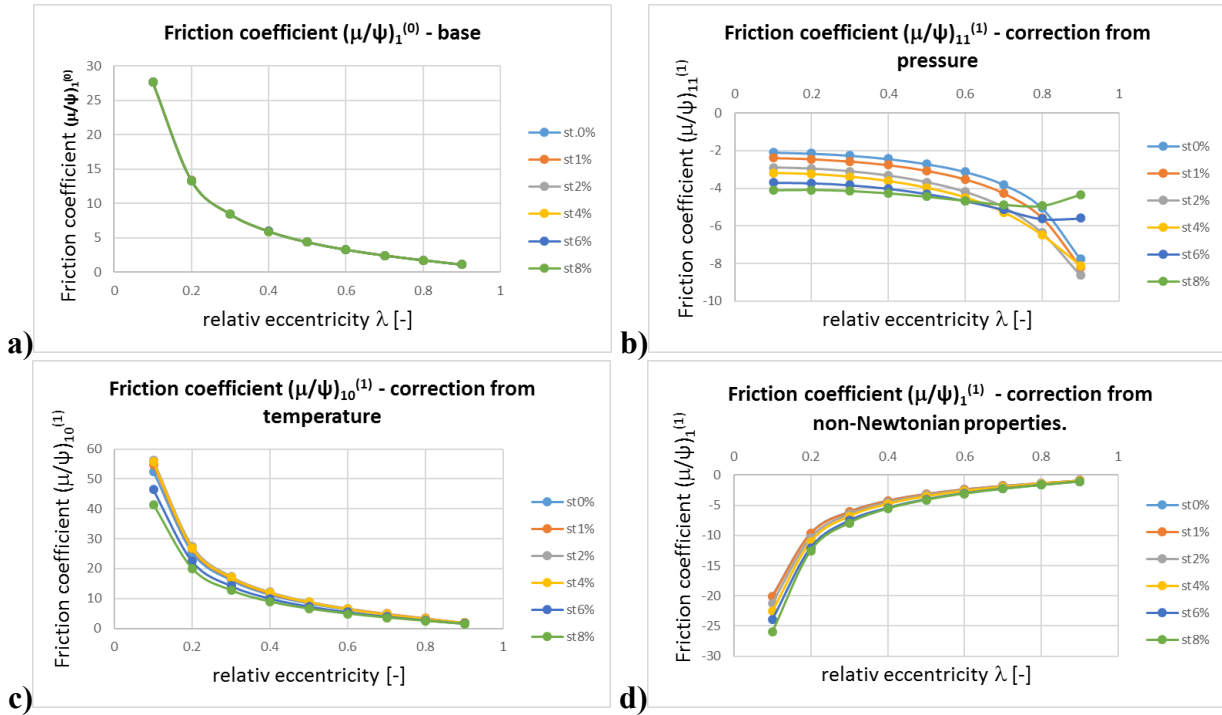 Friction coefficient (μ/ψ)₁⁽⁰⁾ - base
Friction coefficient (μ/ψ)₁⁽⁰⁾
30
25
20
15
10
5
0
0 0.2 0.4 0.6 0.8 1
relativ eccentricity λ [-]
st.0%
st1%
st2%
st4%
st6%
st8%
a)
Friction coefficient (μ/ψ)₁₁⁽¹⁾ - correction from
pressure
Friction coefficient (μ/ψ)₁₁⁽¹⁾
0 0.2 0.4 0.6 0.8 1
0
-2
-4
-6
-8
-10
relativ eccentricity λ [-]
st0%
st1%
st2%
st4%
st6%
st8%
b)
Friction coefficient (μ/ψ)₁₀⁽¹⁾ - correction from
temperature
Friction coefficient (μ/ψ)₁₀⁽¹⁾
60
50
40
30
20
10
0
0 0.2 0.4 0.6 0.8 1
relativ eccentricity λ [-]
st0%
st1%
st2%
st4%
st6%
st8%
c)
Friction coefficient (μ/ψ)₁⁽¹⁾ - correction from
non-Newtonian properties.
Friction coefficient (μ/ψ)₁⁽¹⁾
0 0.2 0.4 0.6 0.8 1
0
-5
-10
-15
-20
-25
-30
relativ eccentricity λ [-]
st0%
st1%
st2%
st4%
st6%
st8%
d)